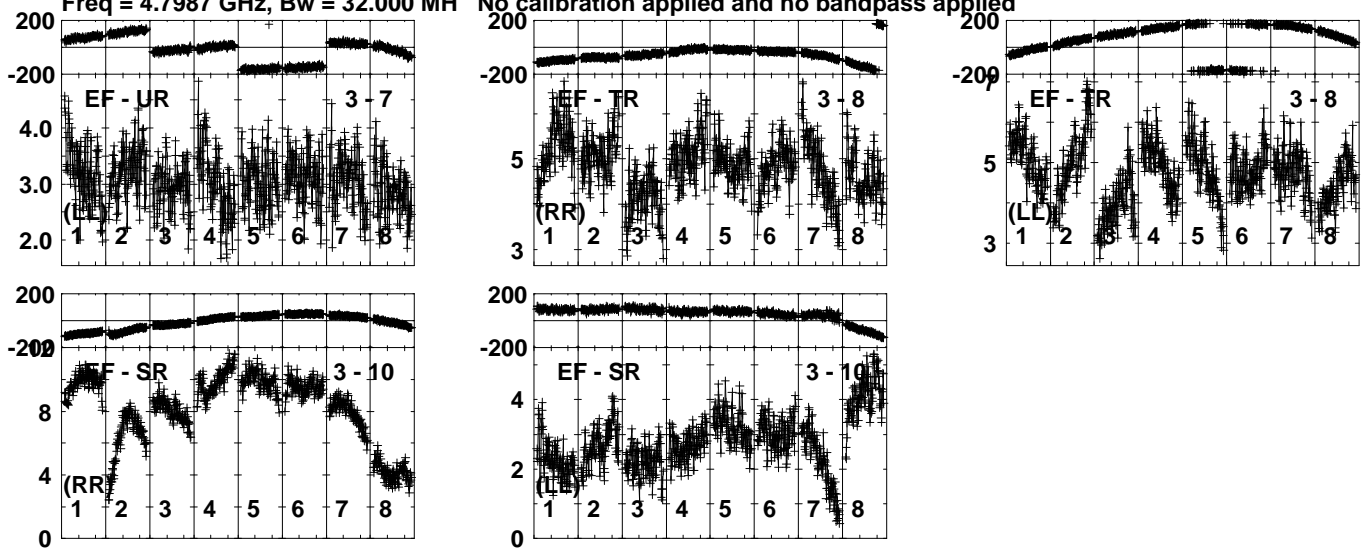 Freq = 4.7987 GHz, Bw = 32.000 MH No calibration applied and no bandpass applied
200
-200
EF - UR 3 - 7
4.0
3.0
(LL)
2.0
1 2 3 4 5 6 7 8
200
-200
EF - TR 3 - 8
5
(RR)
3
1 2 3 4 5 6 7 8
200
-200
7
EF - TR 3 - 8
5
(LL)
3
1 2 3 4 5 6 7 8
200
-200
12
EF - SR 3 - 10
8
4
(RR)
0
1 2 3 4 5 6 7 8
200
-200
EF - SR 3 - 10
4
2
(LL)
0
1 2 3 4 5 6 7 8